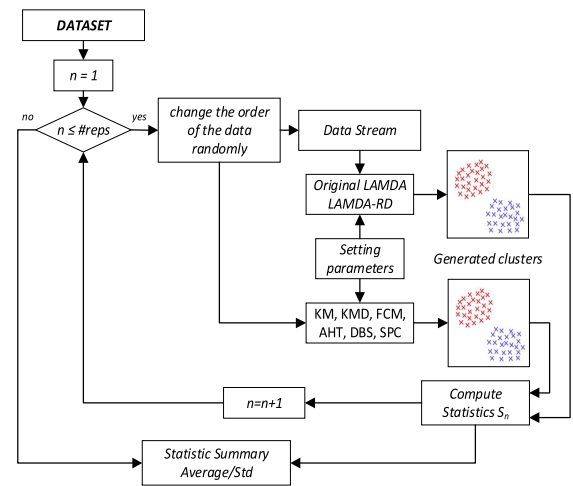 DATASET
n = 1
no
yes
n ≤ #reps
change the order
of the data
randomly
Data Stream
Original LAMDA
LAMDA-RD
Setting
parameters
Generated clusters
KM, KMD, FCM,
AHT, DBS, SPC
Compute
Statistics Sn
n=n+1
Statistic Summary
Average/Std